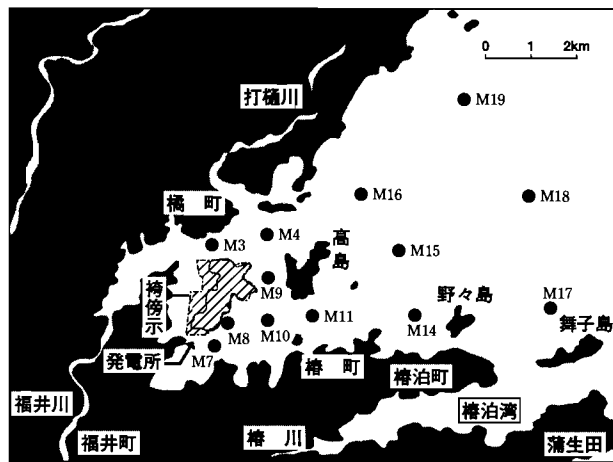 0 1 2km
打樋川
M19
橘 町
M16
M18
M4
M3
高島
M15
袴傍示
M9
野々島
M17
M11
M14
舞子島
M8
M10
発電所
M7
椿 町
椿泊町
福井川
椿泊湾
福井町
椿 川
蒲生田